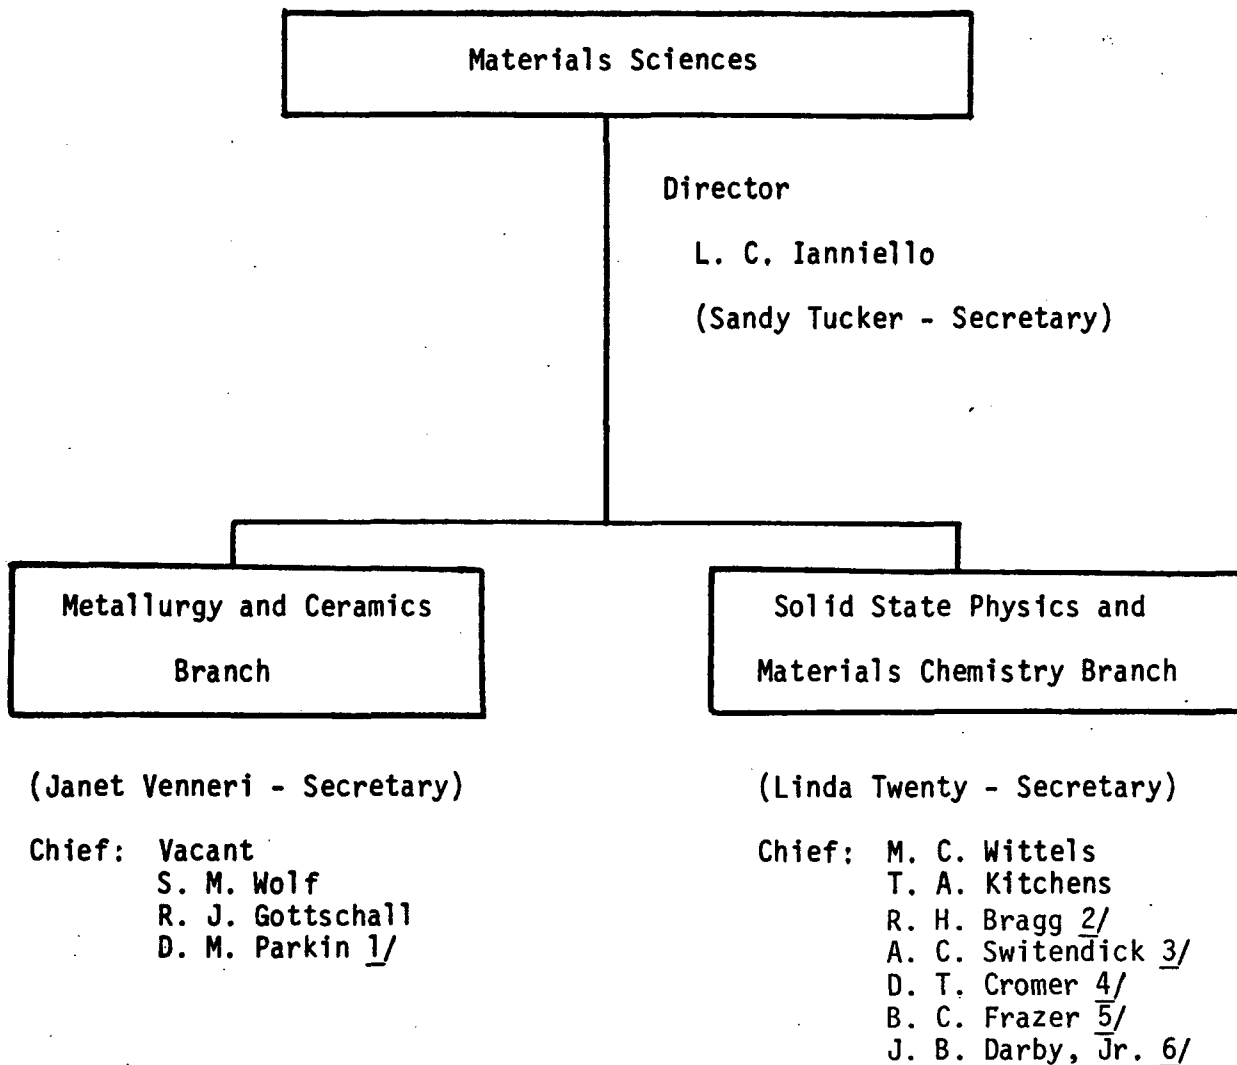 Materials Sciences
Director
L. C. Ianniello
(Sandy Tucker - Secretary)
Metallurgy and Ceramics
Branch
Solid State Physics and
Materials Chemistry Branch
(Janet Venneri - Secretary)
Chief: Vacant
S. M. Wolf
R. J. Gottschall
D. M. Parkin 1/
(Linda Twenty - Secretary)
Chief: M. C. Wittels
T. A. Kitchens
R. H. Bragg 2/
A. C. Switendick 3/
D. T. Cromer 4/
B. C. Frazer 5/
J. B. Darby, Jr. 6/